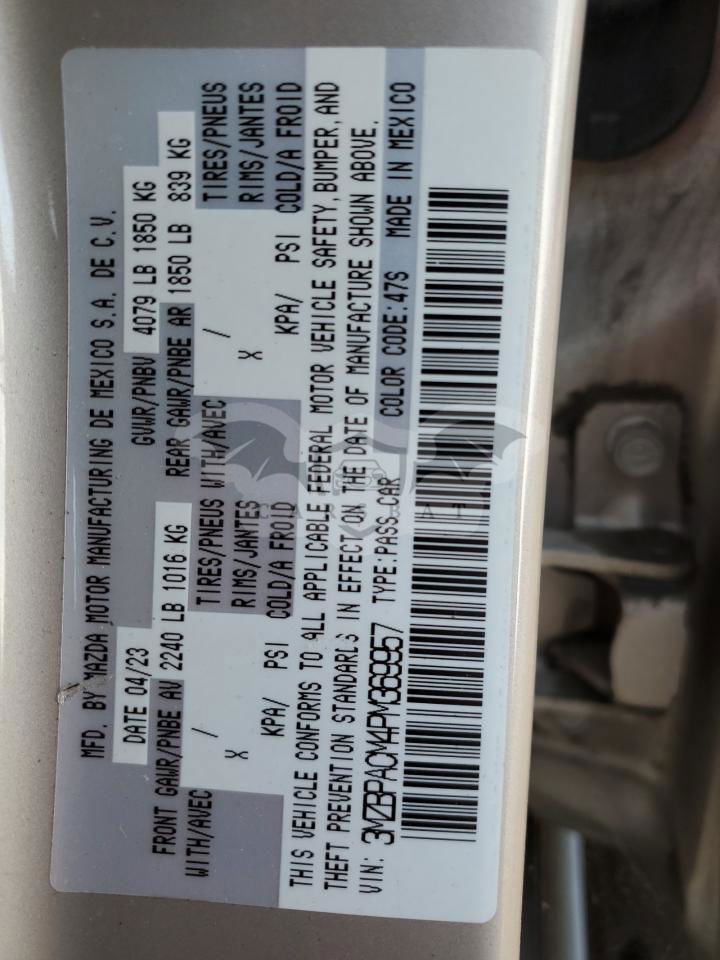 MFD. BY MAZDA MOTOR MANUFACTURING DE MEXICO S.A. DE C.V.
DATE 04/23 GVWR/PNBV 4079 LB 1850 KG
FRONT GAWR/PNBE AV 2240 LB 1016 KG REAR GAWR/PNBE AR 1850 LB 839 KG
WITH/AVEC / TIRES/PNEUS WITH/AVEC / TIRES/PNEUS
X RIMS/JANTES X RIMS/JANTES
KPA/ PSI COLD/A FROID KPA/ PSI COLD/A FROID
THIS VEHICLE CONFORMS TO ALL APPLICABLE FEDERAL MOTOR VEHICLE SAFETY, BUMPER, AND
THEFT PREVENTION STANDARLS IN EFFECT ON THE DATE OF MANUFACTURE SHOWN ABOVE.
VIN: 3MZBPACM4PM369957 TYPE:PASS.CAR COLOR CODE:47S MADE IN MEXICO